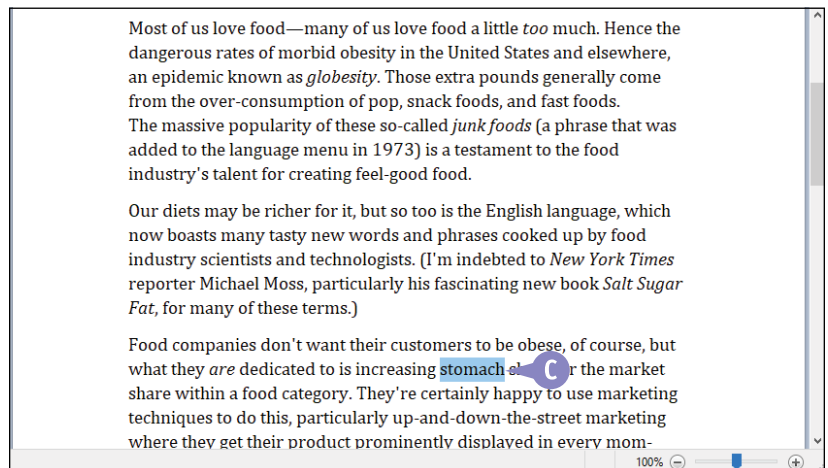 Most of us love food—many of us love food a little too much. Hence the
dangerous rates of morbid obesity in the United States and elsewhere,
an epidemic known as globesity. Those extra pounds generally come
from the over-consumption of pop, snack foods, and fast foods.
The massive popularity of these so-called junk foods (a phrase that was
added to the language menu in 1973) is a testament to the food
industry's talent for creating feel-good food.
Our diets may be richer for it, but so too is the English language, which
now boasts many tasty new words and phrases cooked up by food
industry scientists and technologists. (I'm indebted to New York Times
reporter Michael Moss, particularly his fascinating new book Salt Sugar
Fat, for many of these terms.)
Food companies don't want their customers to be obese, of course, but
what they are dedicated to is increasing stomach C the market
share within a food category. They're certainly happy to use marketing
techniques to do this, particularly up-and-down-the-street marketing
where they get their product prominently displayed in every mom-
100%